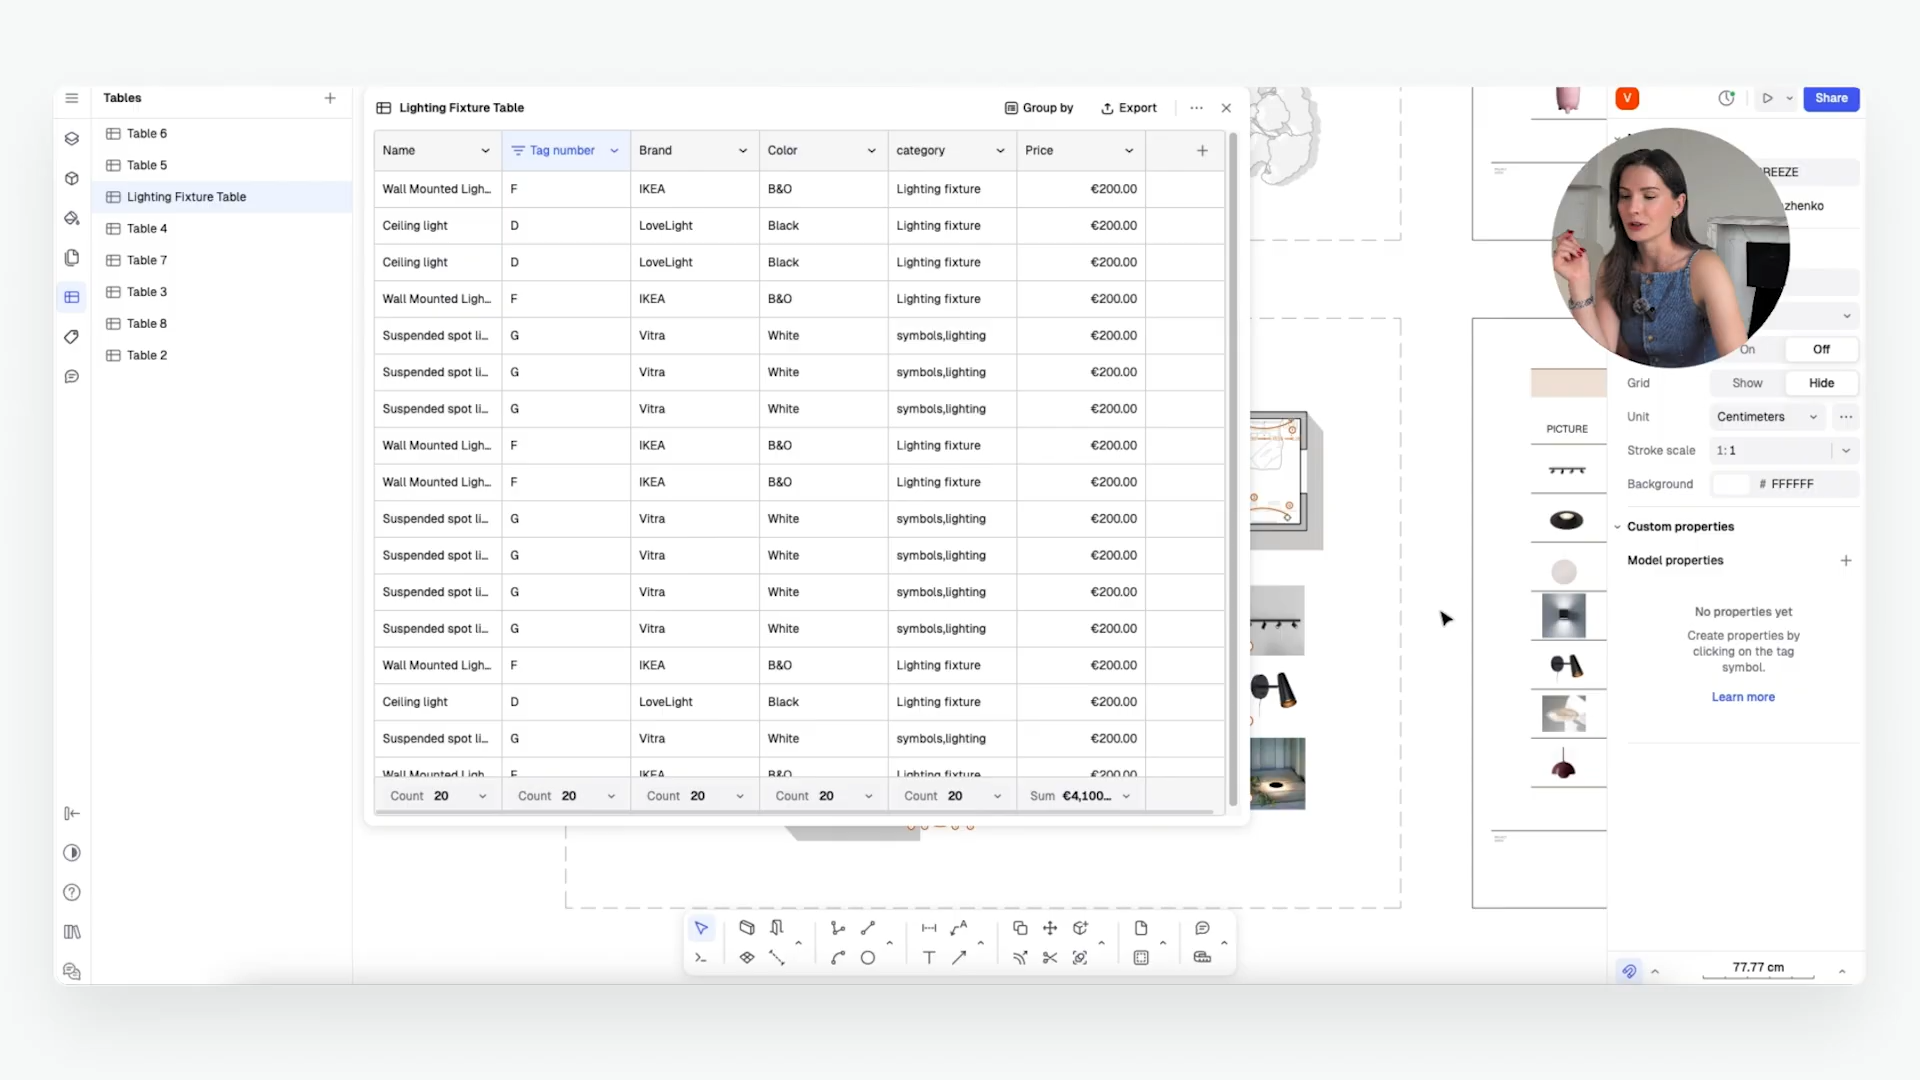 Tables
Table 6
Table 5
Lighting Fixture Table
Table 4
Table 7
Table 3
Table 8
Table 2
Lighting Fixture Table
Group by
Export
Name Tag number Brand Color category Price
Wall Mounted Ligh... F IKEA B&O Lighting fixture €200.00
Ceiling light D LoveLight Black Lighting fixture €200.00
Ceiling light D LoveLight Black Lighting fixture €200.00
Wall Mounted Ligh... F IKEA B&O Lighting fixture €200.00
Suspended spot li... G Vitra White symbols,lighting €200.00
Suspended spot li... G Vitra White symbols,lighting €200.00
Suspended spot li... G Vitra White symbols,lighting €200.00
Wall Mounted Ligh... F IKEA B&O Lighting fixture €200.00
Wall Mounted Ligh... F IKEA B&O Lighting fixture €200.00
Suspended spot li... G Vitra White symbols,lighting €200.00
Suspended spot li... G Vitra White symbols,lighting €200.00
Suspended spot li... G Vitra White symbols,lighting €200.00
Suspended spot li... G Vitra White symbols,lighting €200.00
Wall Mounted Ligh... F IKEA B&O Lighting fixture €200.00
Ceiling light D LoveLight Black Lighting fixture €200.00
Suspended spot li... G Vitra White symbols,lighting €200.00
Wall Mounted Ligh F IKEA B&O Lighting fixture €200.00
Count 20 Count 20 Count 20 Count 20 Count 20 Sum €4,100...
PICTURE
V
Share
REEZE
zhenko
On Off
Grid Show Hide
Unit Centimeters
Stroke scale 1: 1
Background # FFFFFF
Custom properties
Model properties
No properties yet
Create properties by
clicking on the tag
symbol.
Learn more
77.77 cm